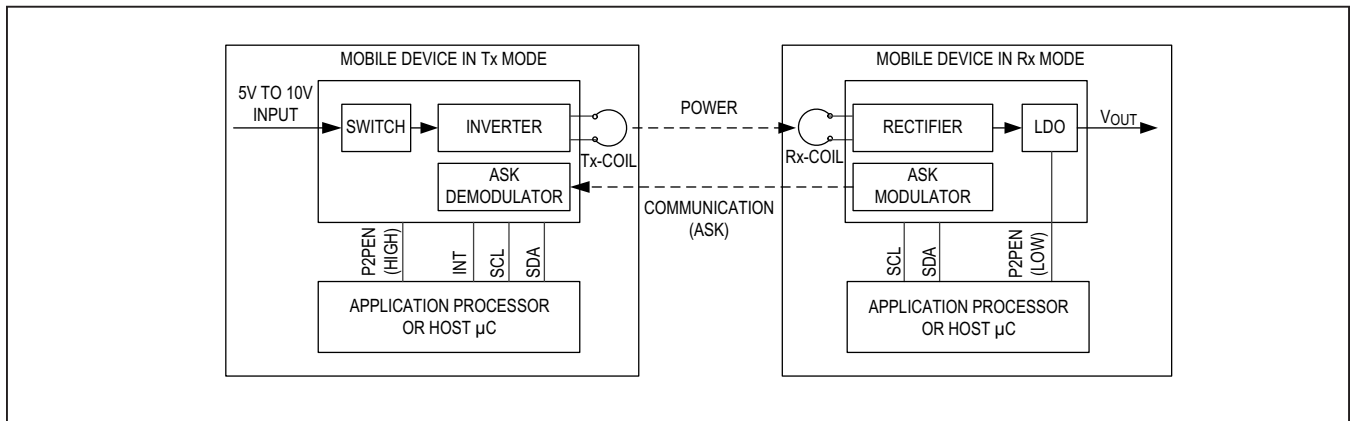 MOBILE DEVICE IN Tx MODE
5V TO 10V
INPUT
SWITCH
INVERTER
Tx-COIL
ASK
DEMODULATOR
P2PEN
(HIGH)
INT
SCL
SDA
APPLICATION PROCESSOR
OR HOST µC
POWER
COMMUNICATION
(ASK)
MOBILE DEVICE IN Rx MODE
Rx-COIL
RECTIFIER
LDO
VOUT
ASK
MODULATOR
SCL
SDA
P2PEN
(LOW)
APPLICATION PROCESSOR
OR HOST µC